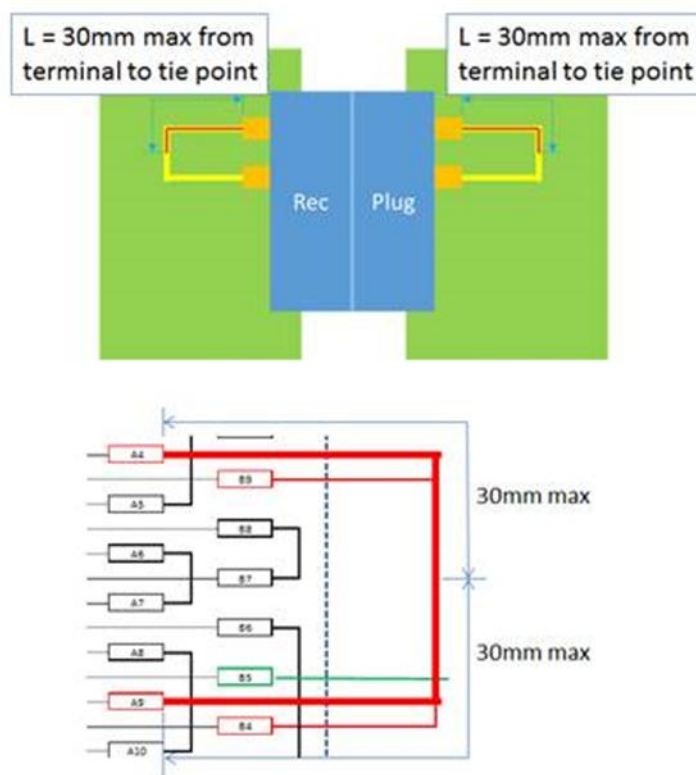 L = 30mm max from
terminal to tie point
L = 30mm max from
terminal to tie point
Rec
Plug
A4
B9
A5
B8
A6
B7
A7
B6
A8
B5
A9
B4
A10
30mm max
30mm max